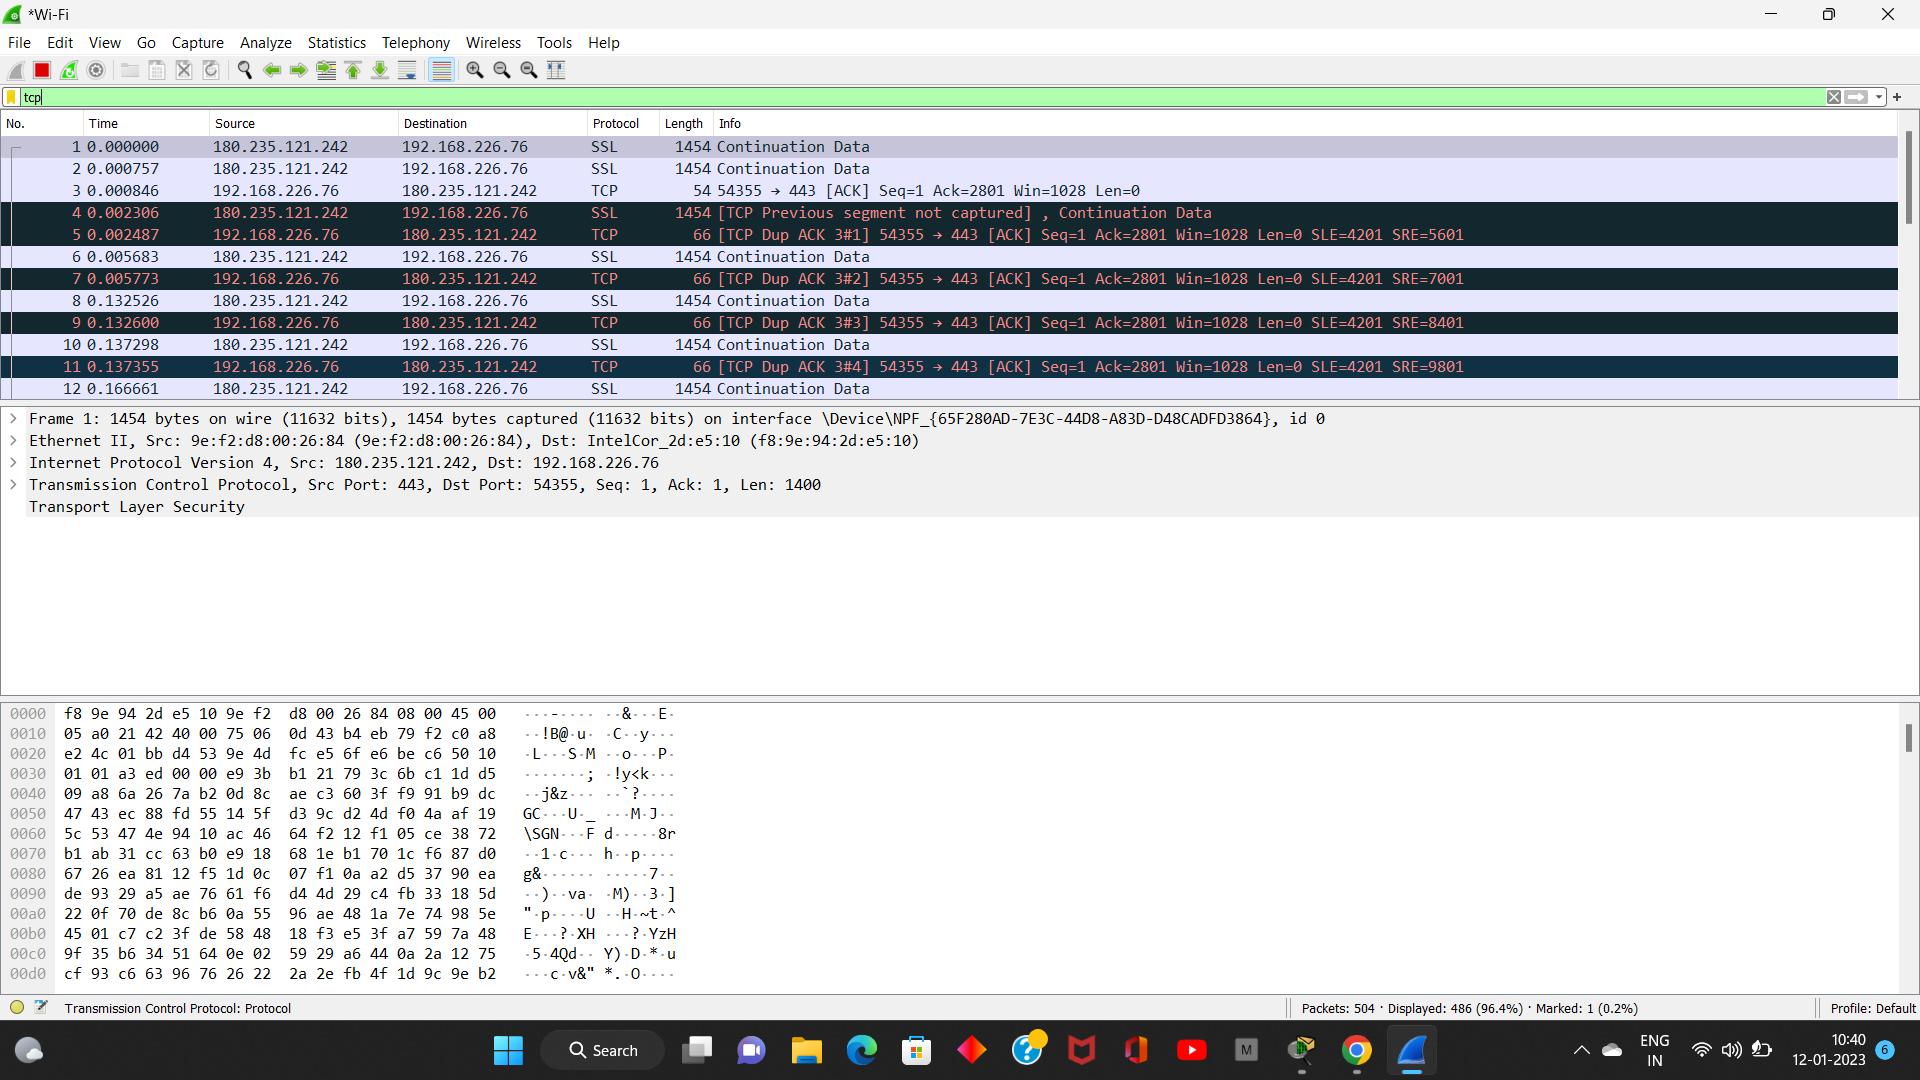 *Wi-Fi
File Edit View Go Capture Analyze Statistics Telephony Wireless Tools Help
tcp
No. Time Source Destination Protocol Length Info
1 0.000000 180.235.121.242 192.168.226.76 SSL 1454 Continuation Data
2 0.000757 180.235.121.242 192.168.226.76 SSL 1454 Continuation Data
3 0.000846 192.168.226.76 180.235.121.242 TCP 54 54355 → 443 [ACK] Seq=1 Ack=2801 Win=1028 Len=0
4 0.002306 180.235.121.242 192.168.226.76 SSL 1454 [TCP Previous segment not captured] , Continuation Data
5 0.002487 192.168.226.76 180.235.121.242 TCP 66 [TCP Dup ACK 3#1] 54355 → 443 [ACK] Seq=1 Ack=2801 Win=1028 Len=0 SLE=4201 SRE=5601
6 0.005683 180.235.121.242 192.168.226.76 SSL 1454 Continuation Data
7 0.005773 192.168.226.76 180.235.121.242 TCP 66 [TCP Dup ACK 3#2] 54355 → 443 [ACK] Seq=1 Ack=2801 Win=1028 Len=0 SLE=4201 SRE=7001
8 0.132526 180.235.121.242 192.168.226.76 SSL 1454 Continuation Data
9 0.132600 192.168.226.76 180.235.121.242 TCP 66 [TCP Dup ACK 3#3] 54355 → 443 [ACK] Seq=1 Ack=2801 Win=1028 Len=0 SLE=4201 SRE=8401
10 0.137298 180.235.121.242 192.168.226.76 SSL 1454 Continuation Data
11 0.137355 192.168.226.76 180.235.121.242 TCP 66 [TCP Dup ACK 3#4] 54355 → 443 [ACK] Seq=1 Ack=2801 Win=1028 Len=0 SLE=4201 SRE=9801
12 0.166661 180.235.121.242 192.168.226.76 SSL 1454 Continuation Data
Frame 1: 1454 bytes on wire (11632 bits), 1454 bytes captured (11632 bits) on interface \Device\NPF_{65F280AD-7E3C-44D8-A83D-D48CADFD3864}, id 0
Ethernet II, Src: 9e:f2:d8:00:26:84 (9e:f2:d8:00:26:84), Dst: IntelCor_2d:e5:10 (f8:9e:94:2d:e5:10)
Internet Protocol Version 4, Src: 180.235.121.242, Dst: 192.168.226.76
Transmission Control Protocol, Src Port: 443, Dst Port: 54355, Seq: 1, Ack: 1, Len: 1400
Transport Layer Security
0000 f8 9e 94 2d e5 10 9e f2 d8 00 26 84 08 00 45 00 ···-···· ··&···E·
0010 05 a0 21 42 40 00 75 06 0d 43 b4 eb 79 f2 c0 a8 ··!B@·u· ·C··y···
0020 e2 4c 01 bb d4 53 9e 4d fc e5 6f e6 be c6 50 10 ·L···S·M ··o···P·
0030 01 01 a3 ed 00 00 e9 3b b1 21 79 3c 6b c1 1d d5 ·······; ·!y<k···
0040 09 a8 6a 26 7a b2 0d 8c ae c3 60 3f f9 91 b9 dc ··j&z··· ··`?····
0050 47 43 ec 88 fd 55 14 5f d3 9c d2 4d f0 4a af 19 GC···U·_ ···M·J··
0060 5c 53 47 4e 94 10 ac 46 64 f2 12 f1 05 ce 38 72 \SGN···F d·····8r
0070 b1 ab 31 cc 63 b0 e9 18 68 1e b1 70 1c f6 87 d0 ··1·c··· h··p····
0080 67 26 ea 81 12 f5 1d 0c 07 f1 0a a2 d5 37 90 ea g&······ ·····7··
0090 de 93 29 a5 ae 76 61 f6 d4 4d 29 c4 fb 33 18 5d ··)··va· ·M)··3·]
00a0 22 0f 70 de 8c b6 0a 55 96 ae 48 1a 7e 74 98 5e "·p····U ··H·~t·^
00b0 45 01 c7 c2 3f de 58 48 18 f3 e5 3f a7 59 7a 48 E···?·XH ···?·YzH
00c0 9f 35 b6 34 51 64 0e 02 59 29 a6 44 0a 2a 12 75 ·5·4Qd·· Y)·D·*·u
00d0 cf 93 c6 63 96 76 26 22 2a 2e fb 4f 1d 9c 9e b2 ···c·v&" *.·O····
Transmission Control Protocol: Protocol
Packets: 504 · Displayed: 486 (96.4%) · Marked: 1 (0.2%)
Profile: Default
Search
M
ENG
IN
10:40
12-01-2023
6